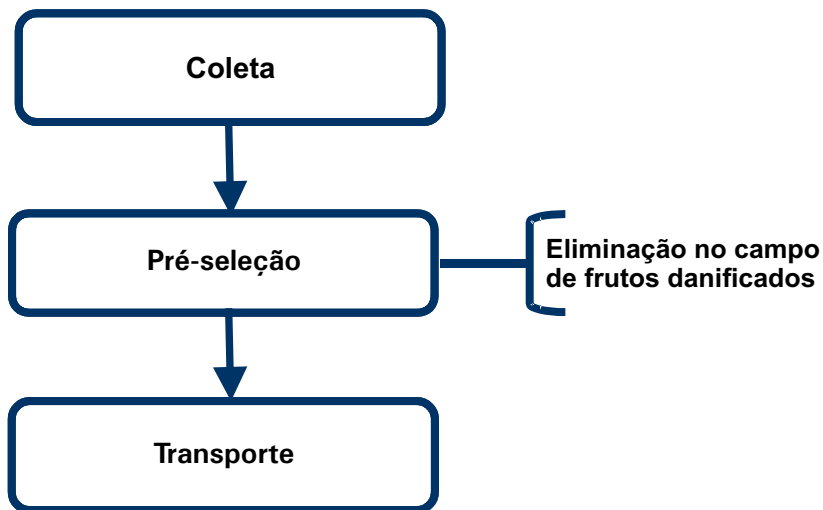 Coleta
Pré-seleção
Eliminação no campo
de frutos danificados
Transporte